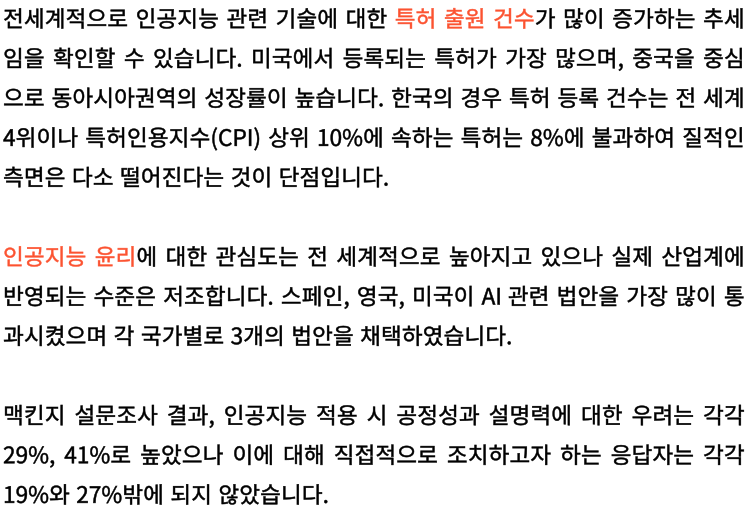 전세계적으로 인공지능 관련 기술에 대한 특허 출원 건수가 많이 증가하는 추세
임을 확인할 수 있습니다. 미국에서 등록되는 특허가 가장 많으며, 중국을 중심
으로 동아시아권역의 성장률이 높습니다. 한국의 경우 특허 등록 건수는 전 세계
4위이나 특허인용지수(CPI) 상위 10%에 속하는 특허는 8%에 불과하여 질적인
측면은 다소 떨어진다는 것이 단점입니다.
인공지능 윤리에 대한 관심도는 전 세계적으로 높아지고 있으나 실제 산업계에
반영되는 수준은 저조합니다. 스페인, 영국, 미국이 AI 관련 법안을 가장 많이 통
과시켰으며 각 국가별로 3개의 법안을 채택하였습니다.
맥킨지 설문조사 결과, 인공지능 적용 시 공정성과 설명력에 대한 우려는 각각
29%, 41%로 높았으나 이에 대해 직접적으로 조치하고자 하는 응답자는 각각
19%와 27%밖에 되지 않았습니다.